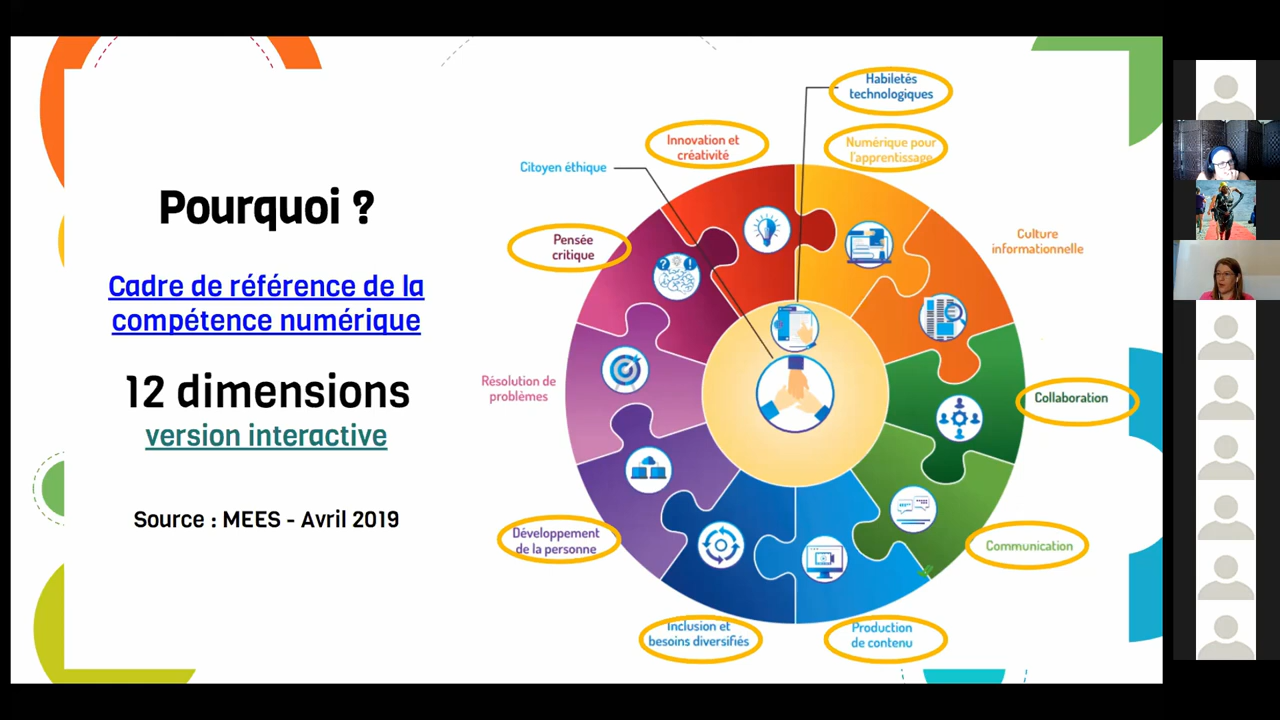 Pourquoi ?
Cadre de référence de la
compétence numérique
12 dimensions
version interactive
Source : MEES - Avril 2019
Habiletés
technologiques
Innovation et
créativité
Numérique pour
l'apprentissage
Citoyen éthique
Pensée
critique
Culture
informationnelle
Résolution de
problèmes
Collaboration
Développement
de la personne
Communication
Inclusion et
besoins diversifiés
Production
de contenu